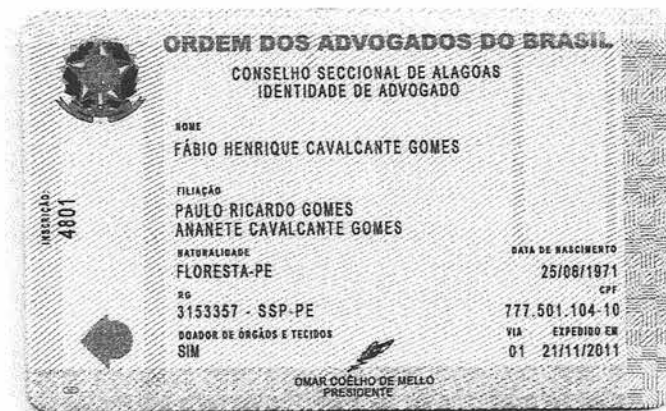 ORDEM DOS ADVOGADOS DO BRASIL
CONSELHO SECCIONAL DE ALAGOAS
IDENTIDADE DE ADVOGADO
NOME
FÁBIO HENRIQUE CAVALCANTE GOMES
FILIAÇÃO
PAULO RICARDO GOMES
ANANETE CAVALCANTE GOMES
NATURALIDADE
FLORESTA-PE
DATA DE NASCIMENTO
25/08/1971
RG
3153357 - SSP-PE
CPF
777.501.104-10
DOADOR DE ÓRGÃOS E TECIDOS
SIM
VIA EXPEDIDO EM
01 21/11/2011
OMAR COÊLHO DE MELLO
PRESIDENTE
INSCRIÇÃO:
4801